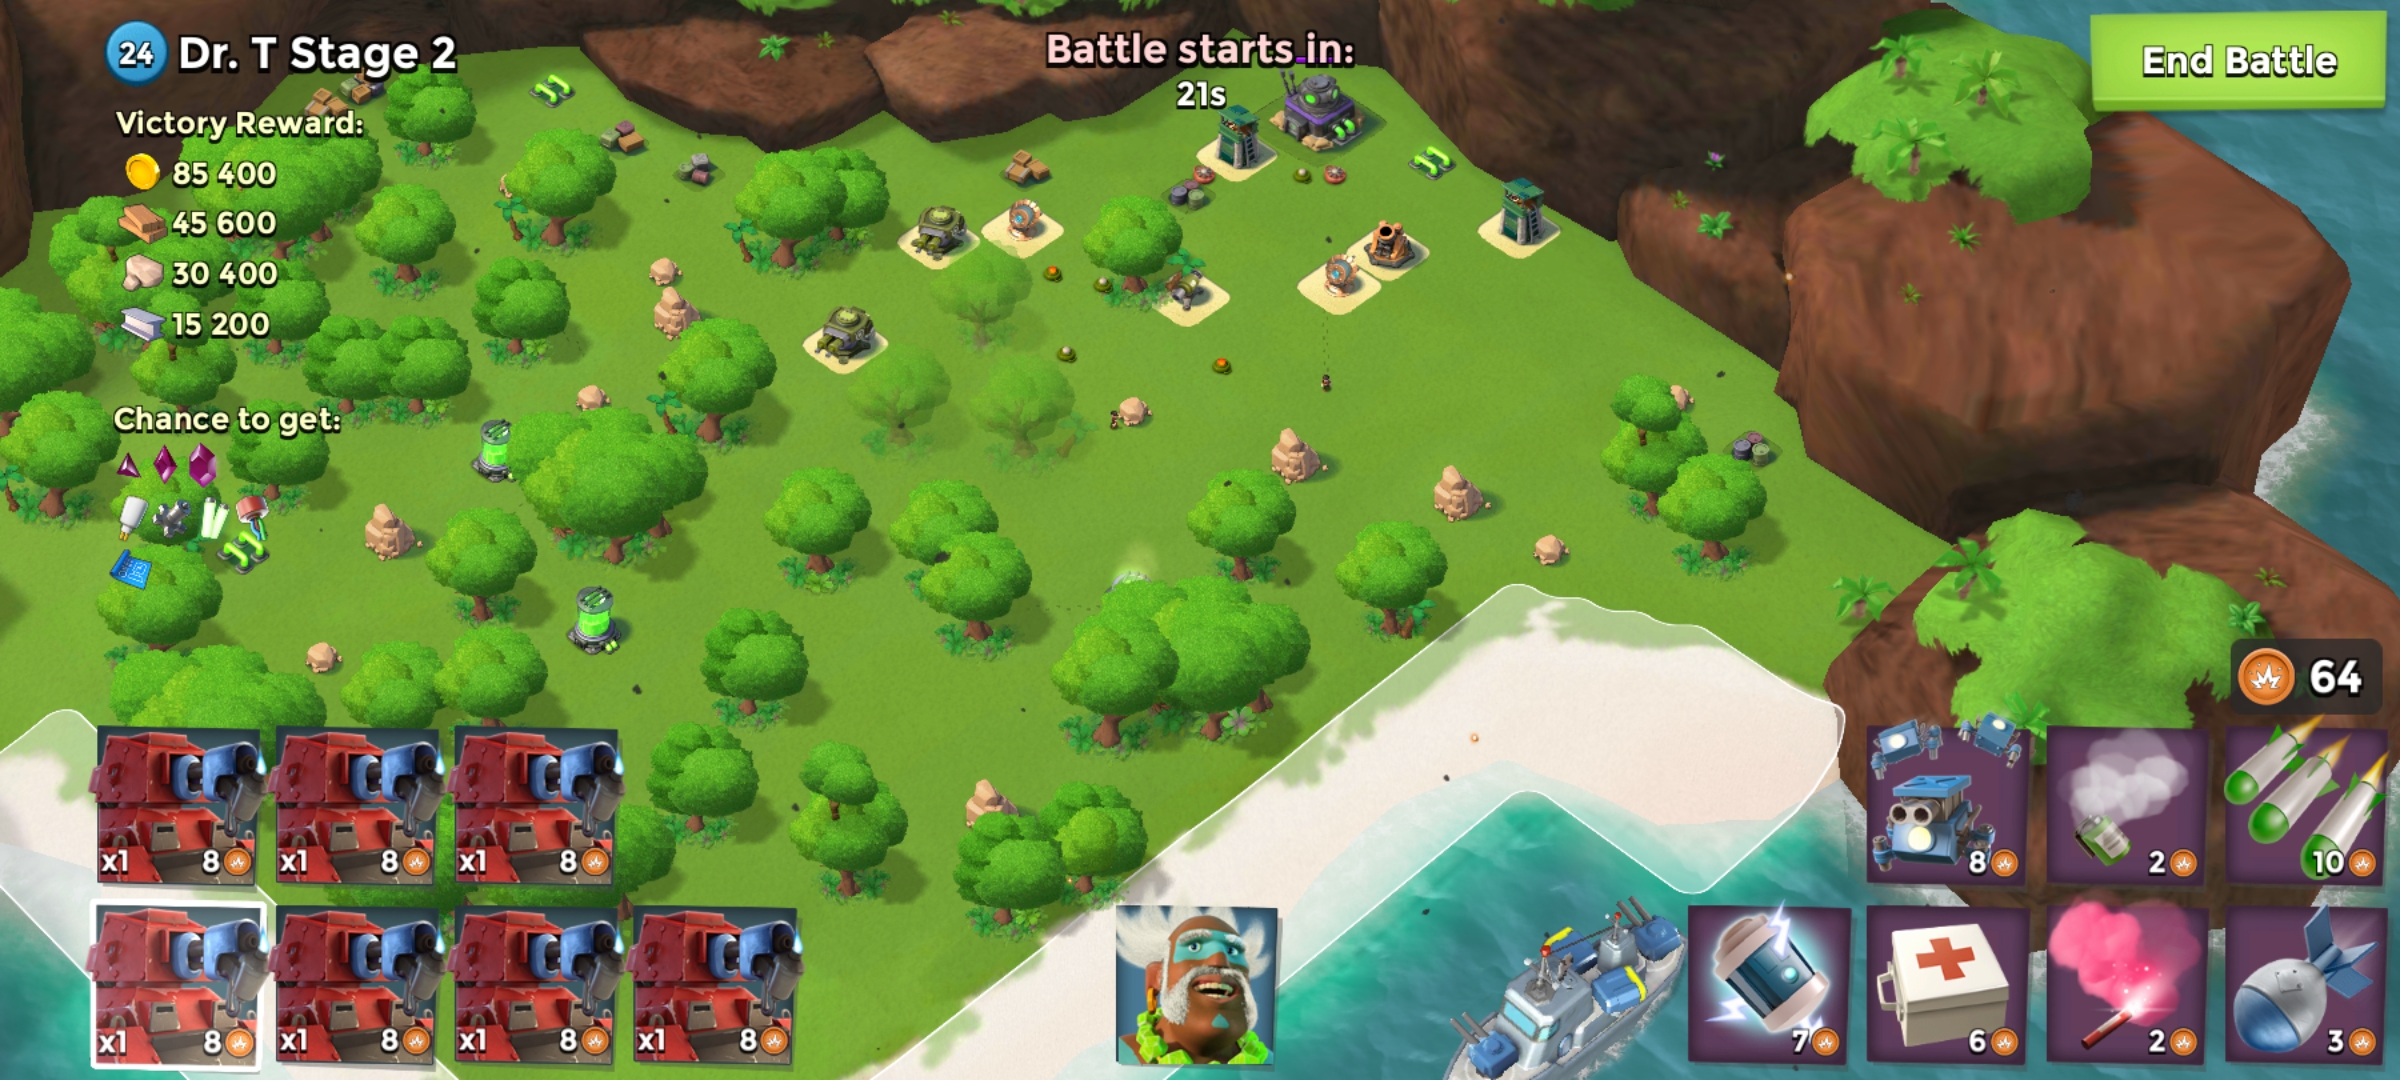 24 Dr. T Stage 2
Battle starts in:
21s
End Battle
Victory Reward:
85 400
45 600
30 400
15 200
Chance to get:
64
x1 8
x1 8
x1 8
8
2
10
x1 8
x1 8
x1 8
x1 8
7
6
2
3